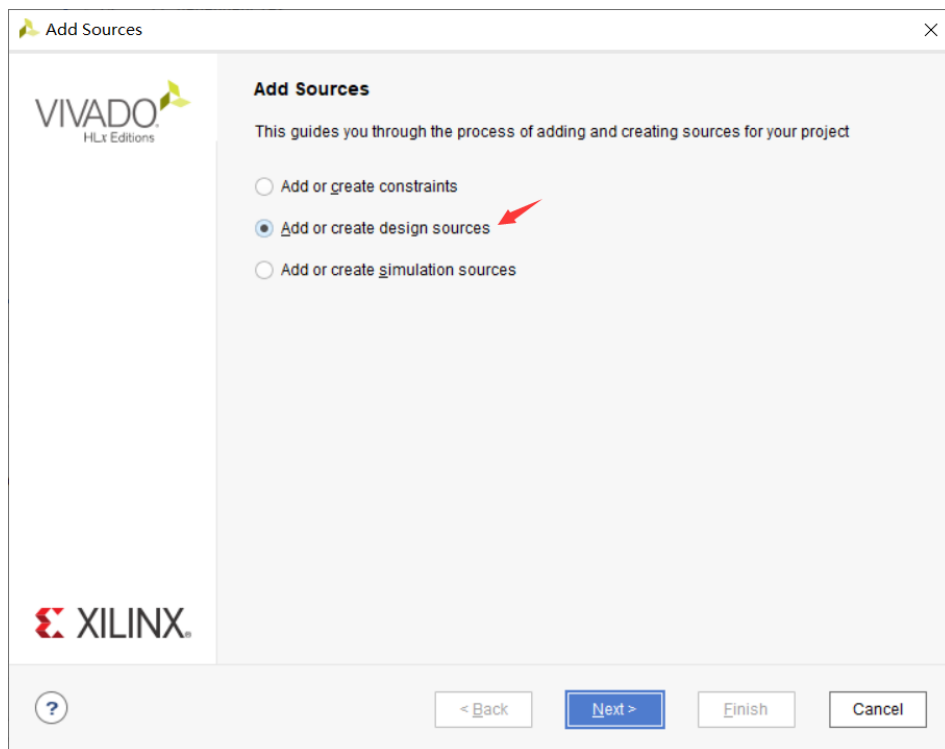 Add Sources
VIVADO.
HLx Editions
Add Sources
This guides you through the process of adding and creating sources for your project
Add or create constraints
Add or create design sources
Add or create simulation sources
XILINX®
?
< Back
Next >
Finish
Cancel